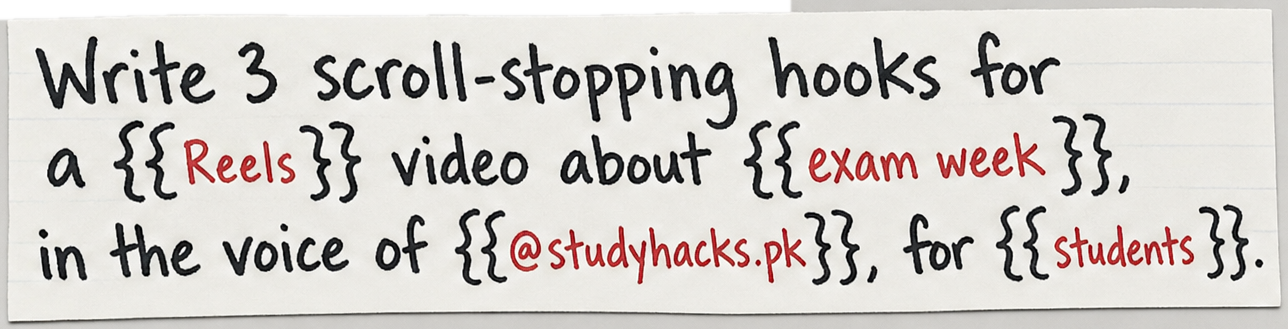 Write 3 scroll-stopping hooks for
a {{Reels}} video about {{exam week}},
in the voice of {{@studyhacks.pk}}, for {{students}}.